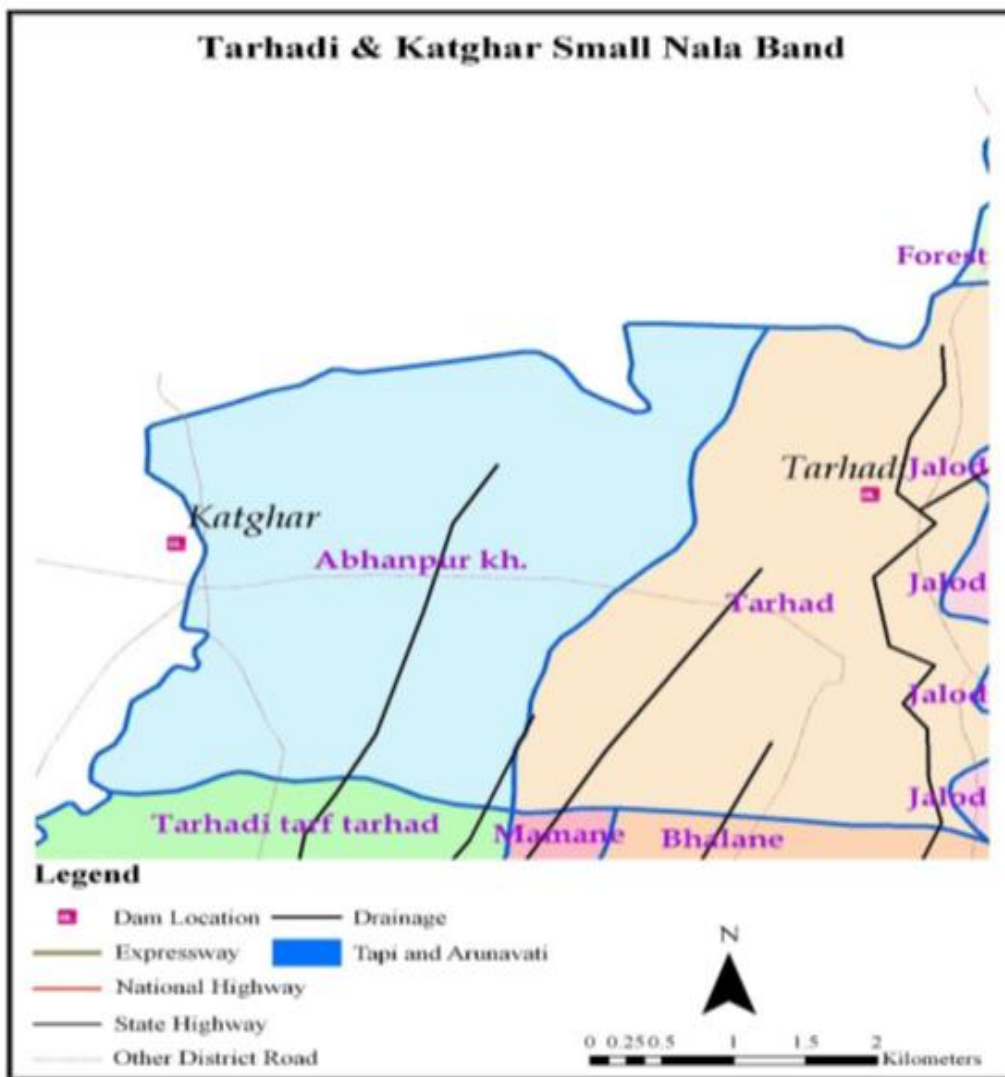 Tarhadi & Katghar Small Nala Band
Forest
Tarhad
Jalod
Katghar
Abhanpur kh.
Jalod
Tarhad
Jalod
Jalod
Tarhadi tarf tarhad
Mamane
Bhalane
Legend
Dam Location
Drainage
Expressway
Tapi and Arunavati
National Highway
State Highway
Other District Road
N
0 0.25 0.5 1 1.5 2
Kilometers